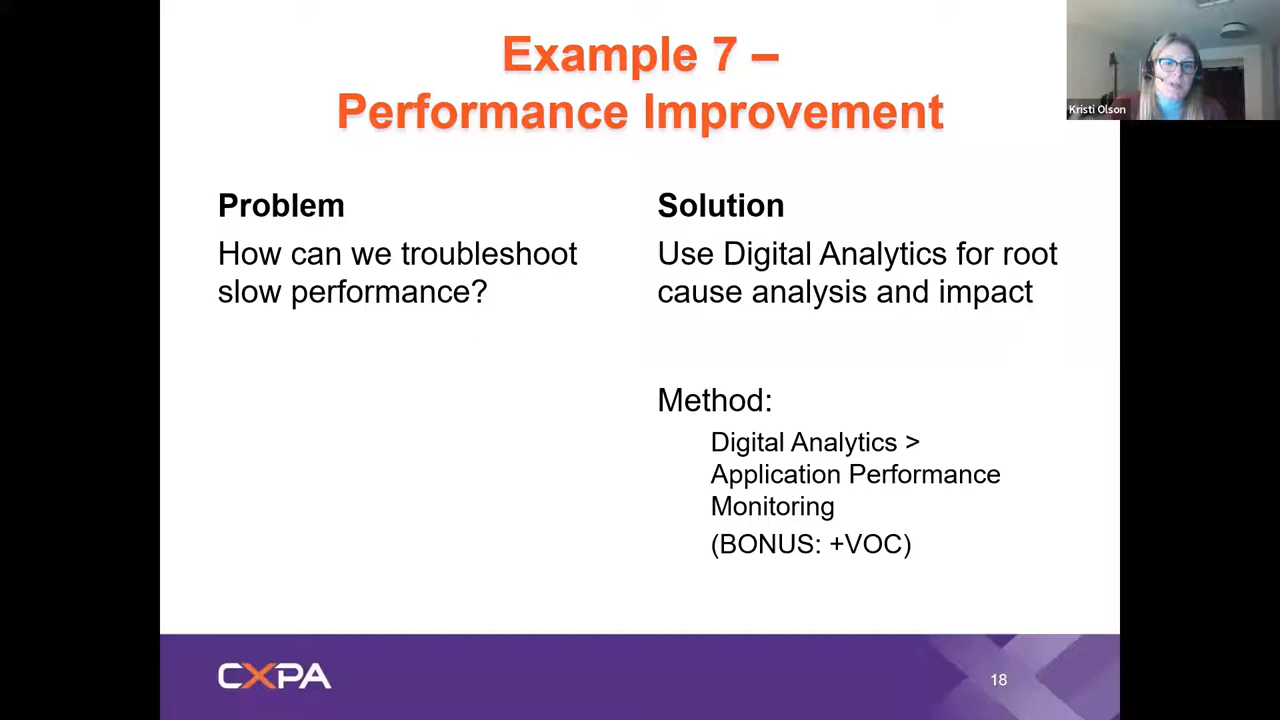 Example 7 –
Performance Improvement
Kristi Olson
Problem
How can we troubleshoot
slow performance?
Solution
Use Digital Analytics for root
cause analysis and impact
Method:
Digital Analytics >
Application Performance
Monitoring
(BONUS: +VOC)
CXPA
18